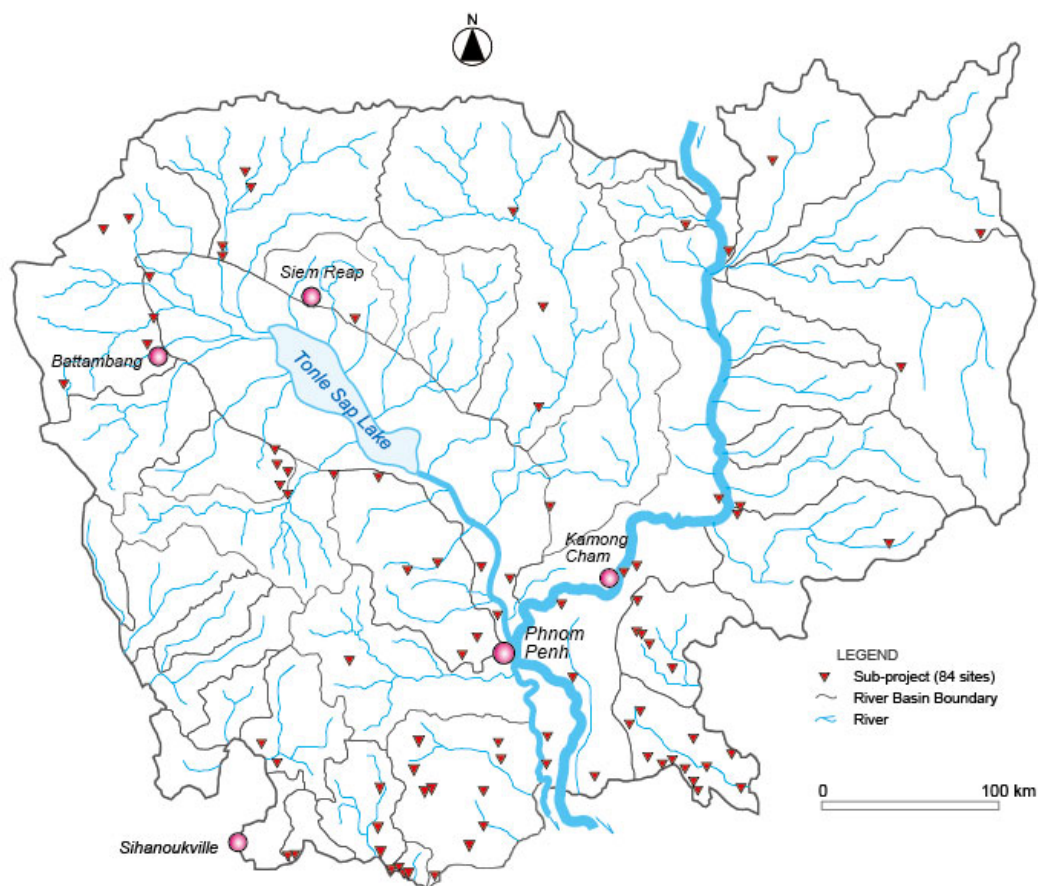 N
Siem Reap
Battambang
Tonle Sap Lake
Kamong
Cham
Phnom
Penh
LEGEND
Sub-project (84 sites)
River Basin Boundary
River
0 100 km
Sihanoukville